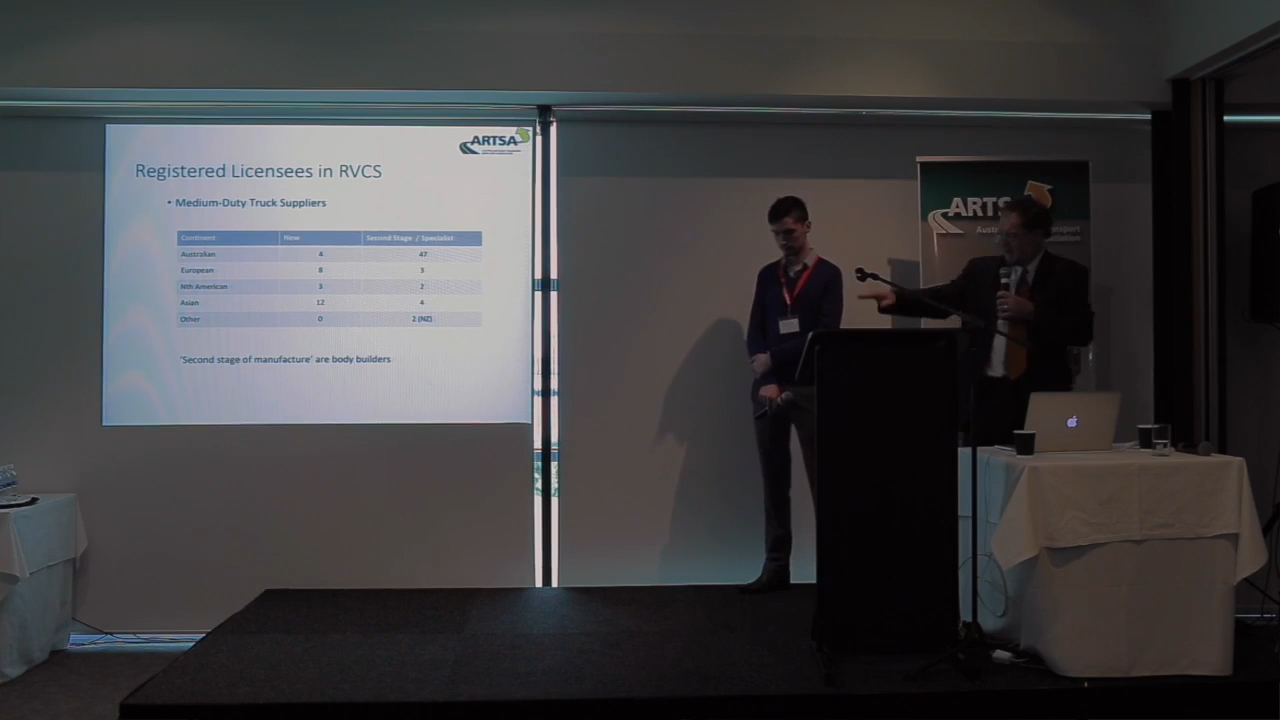 ARTSA
Registered Licensees in RVCS
• Medium-Duty Truck Suppliers
Continent New Second Stage / Specialist
Australian 4 47
European 8 3
Nth American 3 2
Asian 12 4
Other 0 2 (NZ)
'Second stage of manufacture' are body builders
ARTS